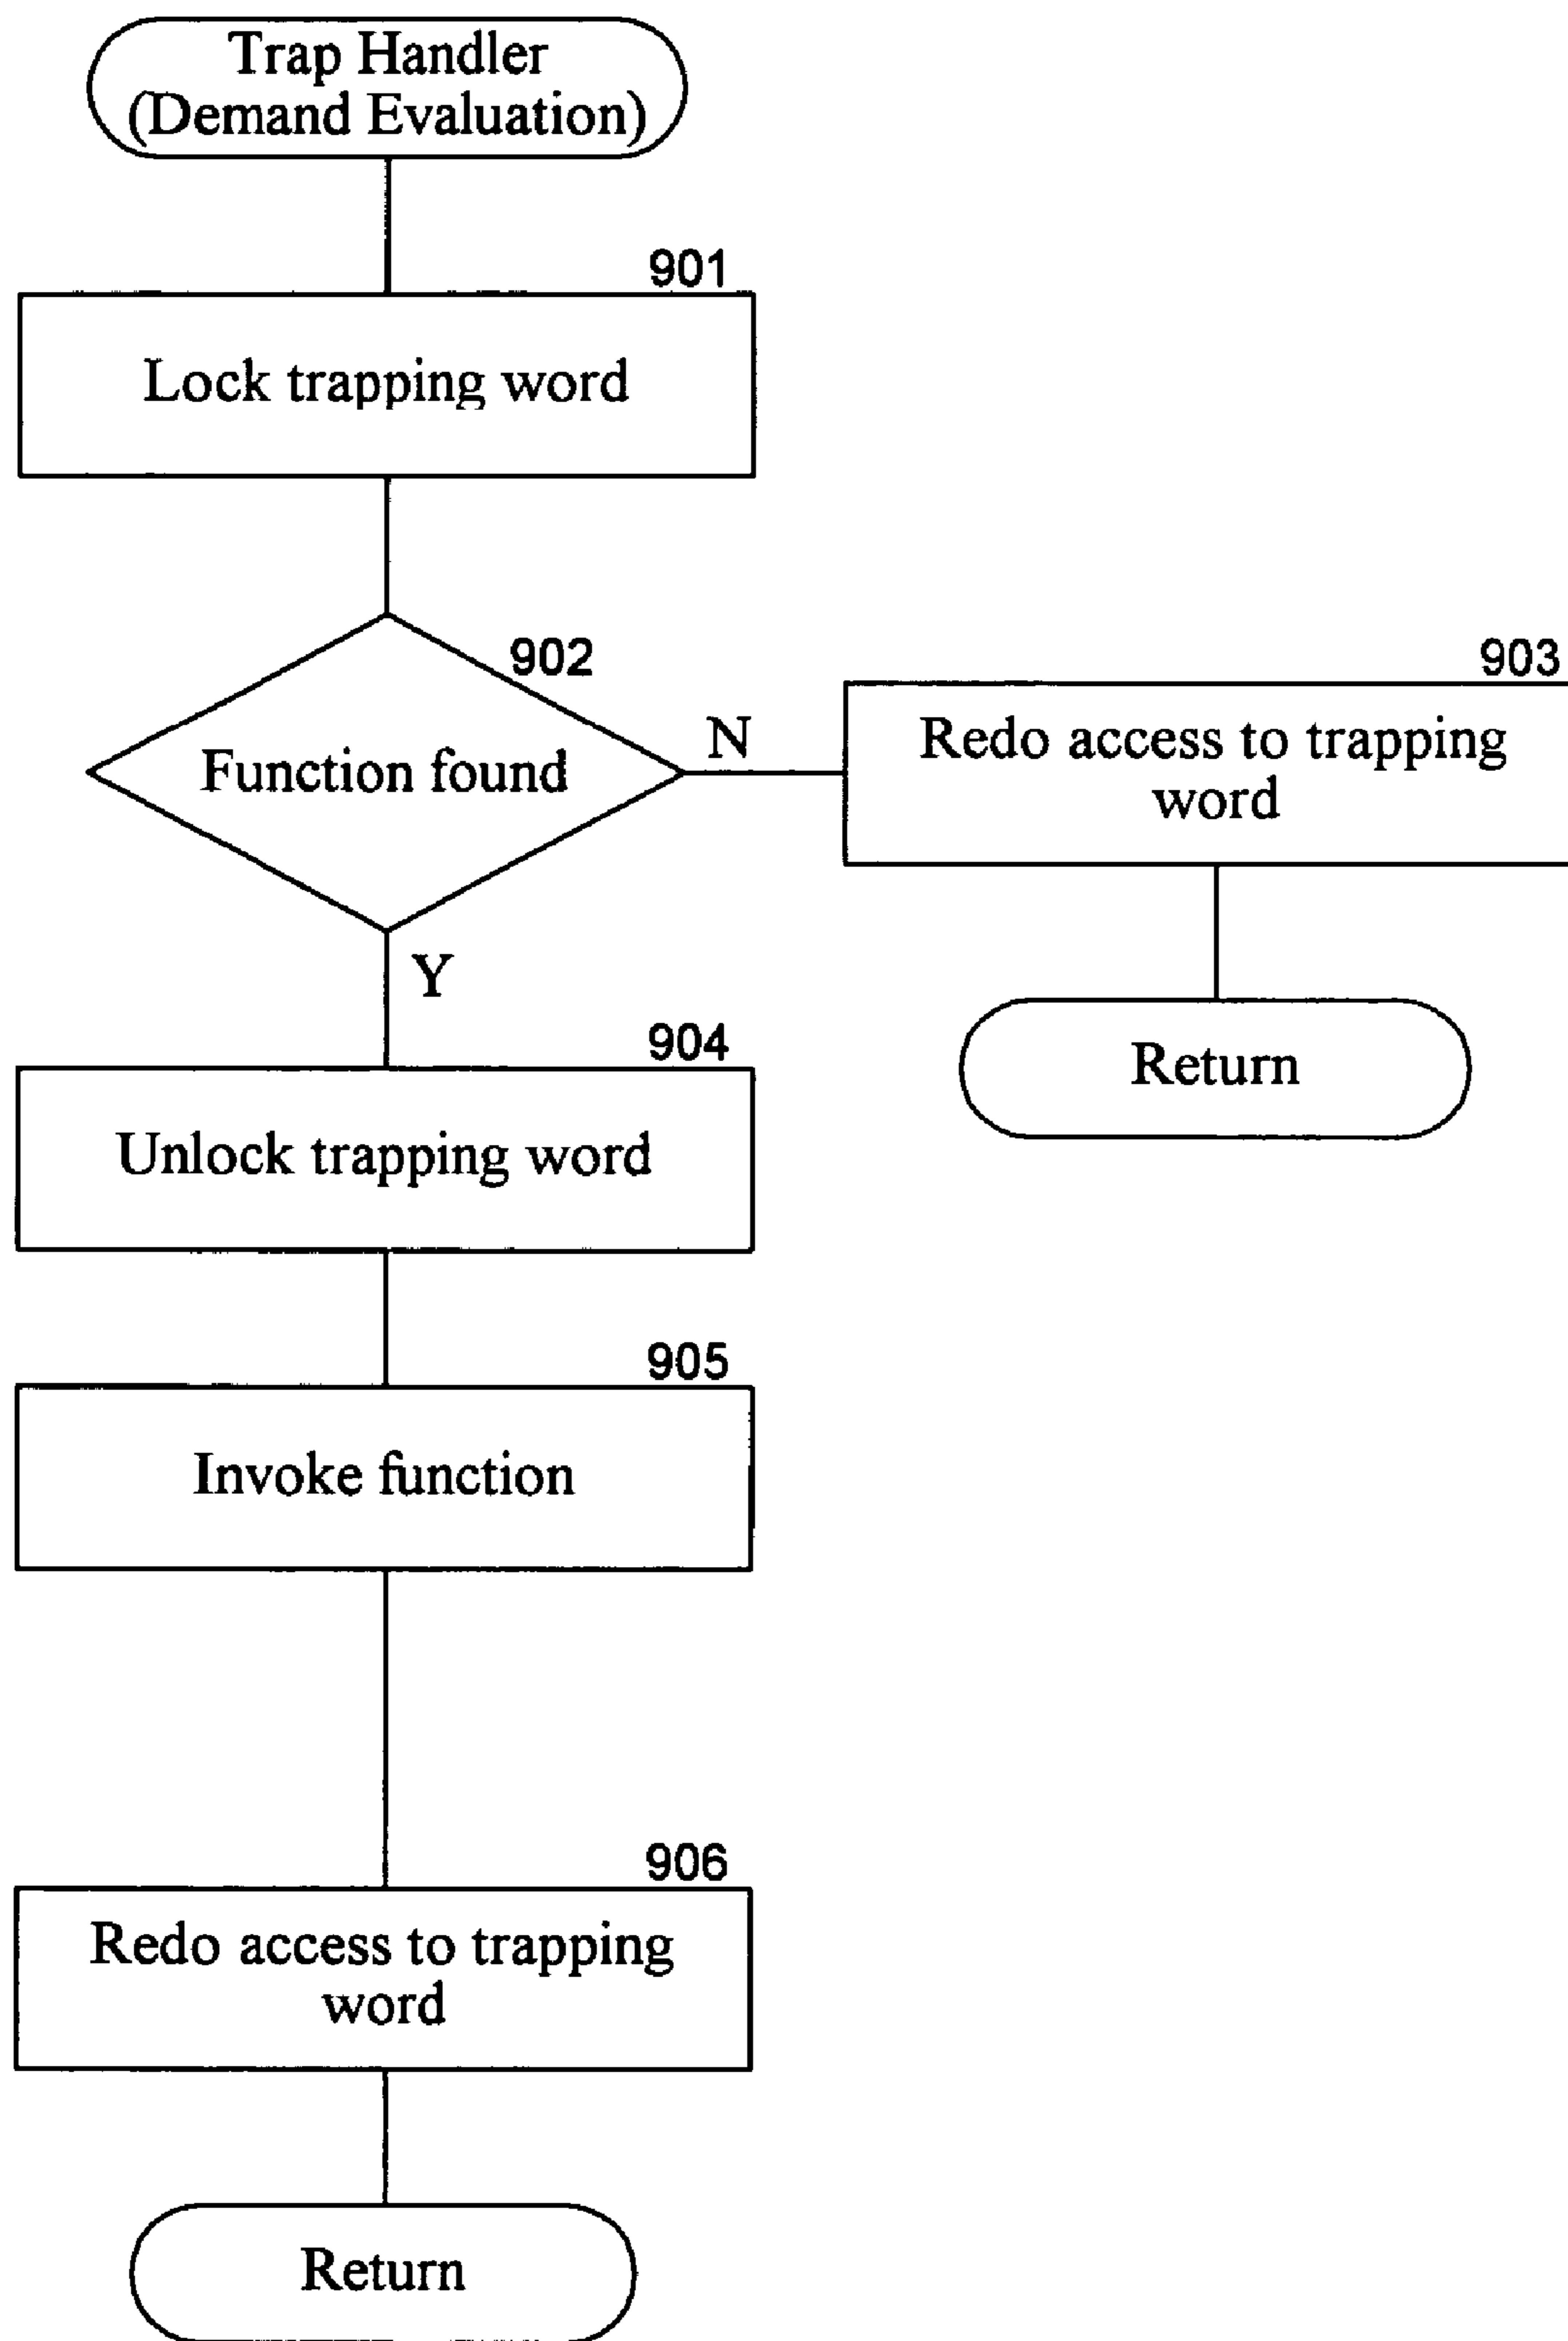 Trap Handler
(Demand Evaluation)
901
Lock trapping word
902
Function found
N
903
Redo access to trapping
word
Return
Y
904
Unlock trapping word
905
Invoke function
906
Redo access to trapping
word
Return